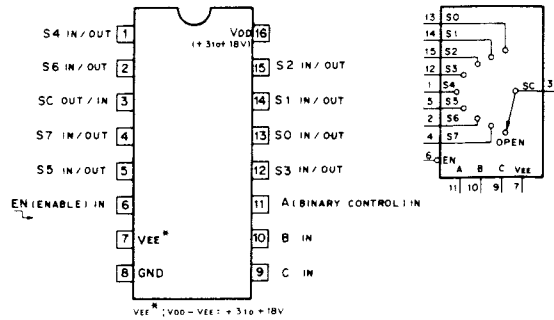 S4 IN/OUT 1
S6 IN/OUT 2
SC OUT/IN 3
S7 IN/OUT 4
S5 IN/OUT 5
EN (ENABLE) IN 6
7 VEE*
8 GND
VDD 16
(+3to+18V)
15 S2 IN/OUT
14 S1 IN/OUT
13 S0 IN/OUT
12 S3 IN/OUT
11 A(BINARY CONTROL) IN
10 B IN
9 C IN
VEE*; VDD-VEE: +3 to +18V
13 S0
14 S1
15 S2
12 S3
1 S4
5 S5
2 S6
4 S7
SC 3
OPEN
6 EN
A B C VEE
11 10 9 7